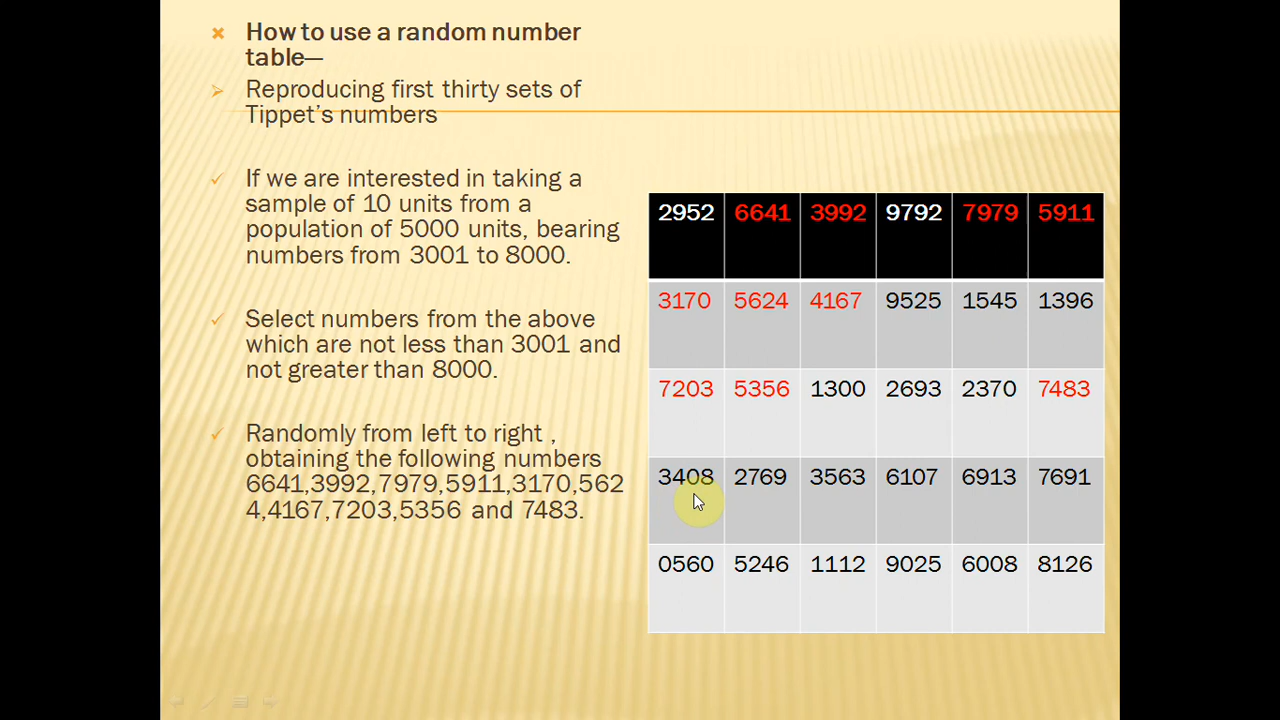 How to use a random number
table—
Reproducing first thirty sets of
Tippet's numbers
If we are interested in taking a
sample of 10 units from a
population of 5000 units, bearing
numbers from 3001 to 8000.
Select numbers from the above
which are not less than 3001 and
not greater than 8000.
Randomly from left to right ,
obtaining the following numbers
6641,3992,7979,5911,3170,562
4,4167,7203,5356 and 7483.
2952 6641 3992 9792 7979 5911
3170 5624 4167 9525 1545 1396
7203 5356 1300 2693 2370 7483
3408 2769 3563 6107 6913 7691
0560 5246 1112 9025 6008 8126